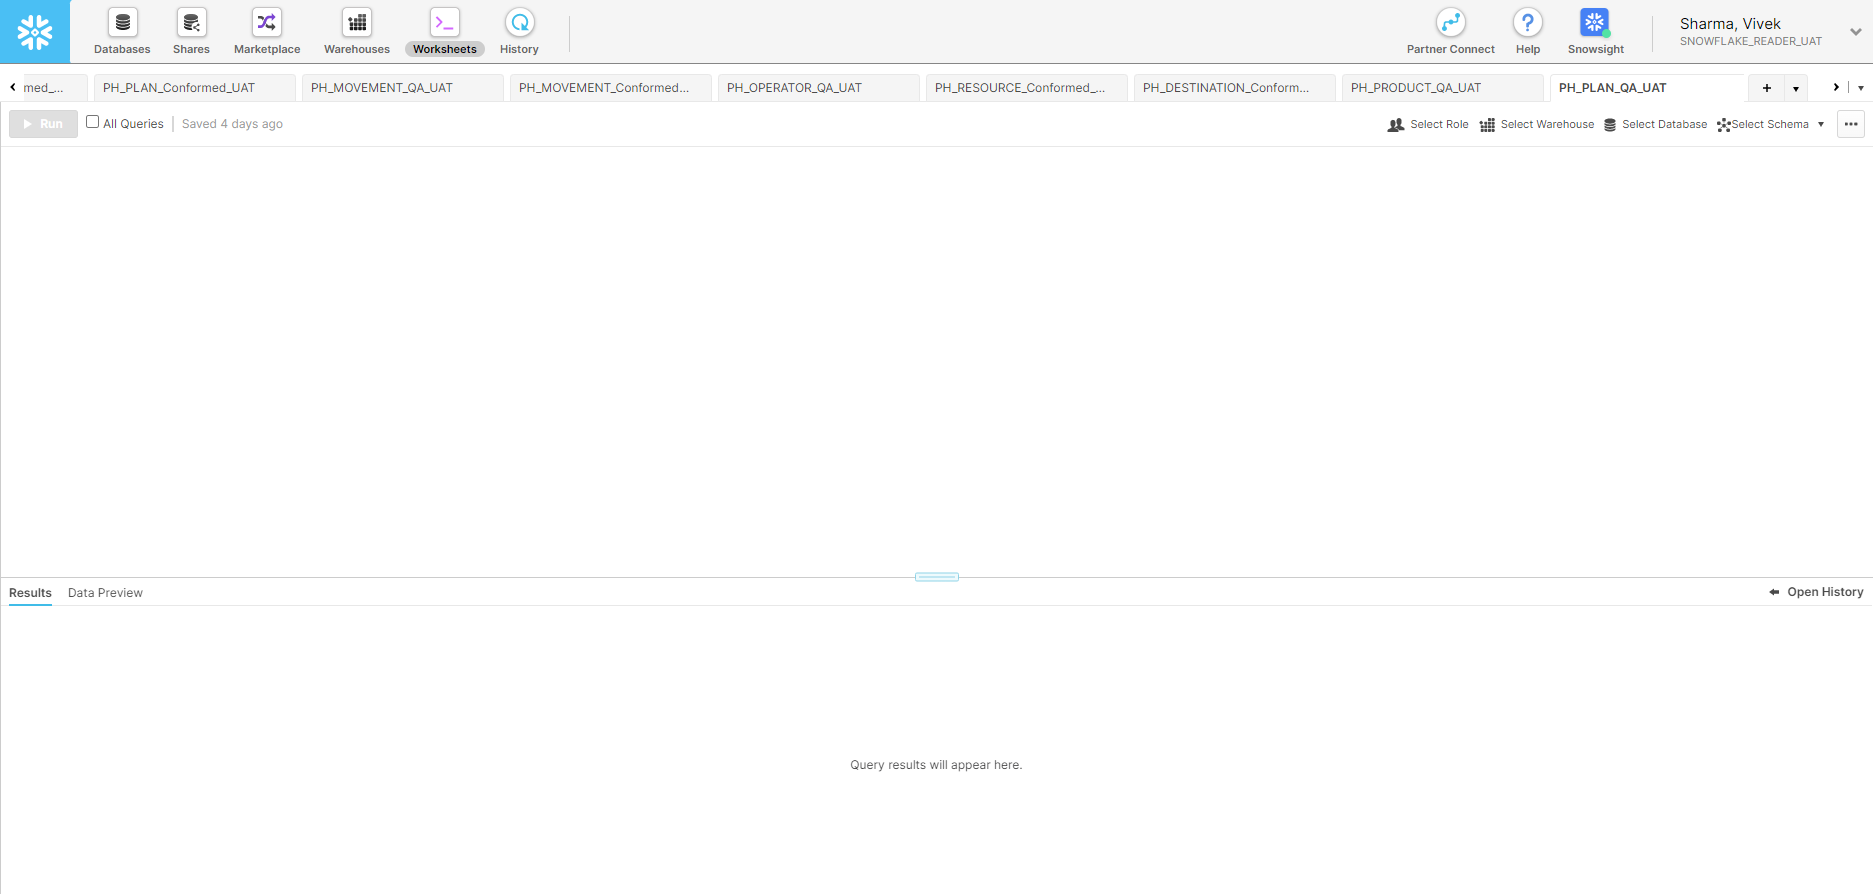 Databases Shares Marketplace Warehouses Worksheets History Partner Connect Help Snowsight Sharma, Vivek
SNOWFLAKE_READER_UAT
med_... PH_PLAN_Conformed_UAT PH_MOVEMENT_QA_UAT PH_MOVEMENT_Conformed... PH_OPERATOR_QA_UAT PH_RESOURCE_Conformed_... PH_DESTINATION_Conform... PH_PRODUCT_QA_UAT PH_PLAN_QA_UAT
Run All Queries Saved 4 days ago Select Role Select Warehouse Select Database Select Schema
Results Data Preview Open History
Query results will appear here.